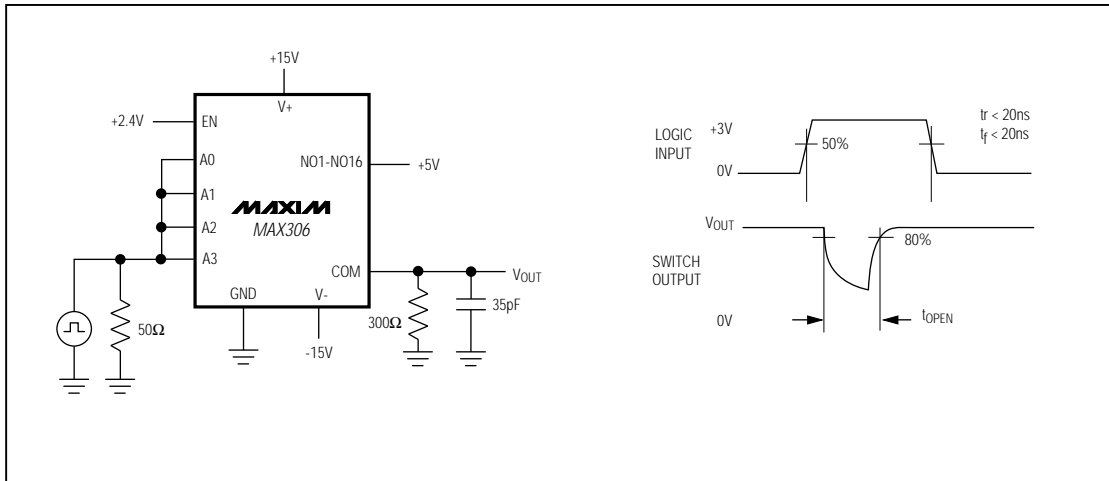 +15V
V+
+2.4V
EN
A0
NO1-NO16
+5V
A1
MAXIM
A2
MAX306
A3
COM
VOUT
GND
V-
50Ω
300Ω
35pF
-15V
LOGIC
INPUT
+3V
50%
tr < 20ns
tf < 20ns
0V
VOUT
80%
SWITCH
OUTPUT
0V
tOPEN